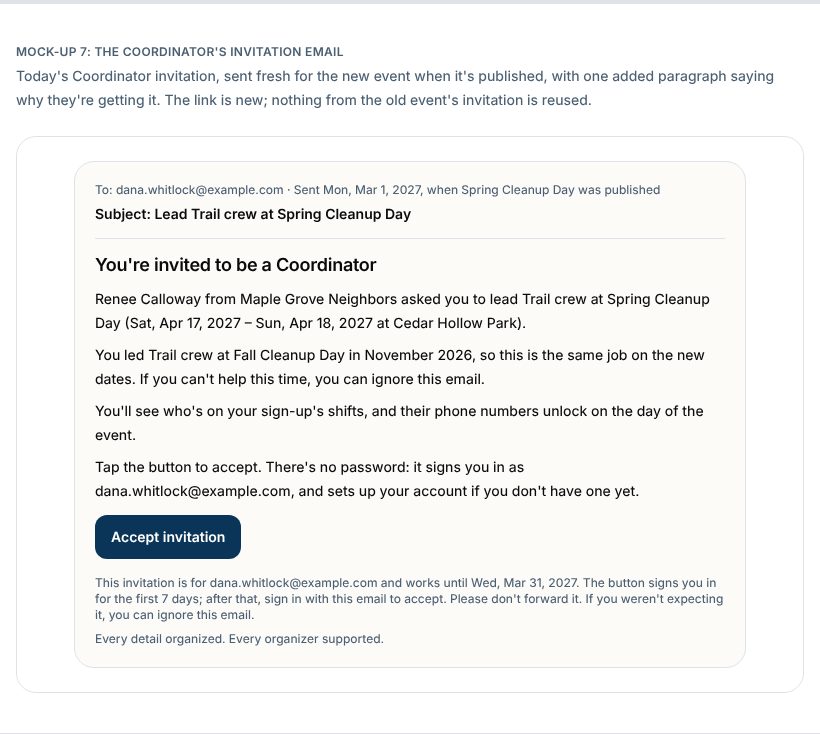 MOCK-UP 7: THE COORDINATOR'S INVITATION EMAIL
Today's Coordinator invitation, sent fresh for the new event when it's published, with one added paragraph saying
why they're getting it. The link is new; nothing from the old event's invitation is reused.
To: dana.whitlock@example.com · Sent Mon, Mar 1, 2027, when Spring Cleanup Day was published
Subject: Lead Trail crew at Spring Cleanup Day
You're invited to be a Coordinator
Renee Calloway from Maple Grove Neighbors asked you to lead Trail crew at Spring Cleanup
Day (Sat, Apr 17, 2027 – Sun, Apr 18, 2027 at Cedar Hollow Park).
You led Trail crew at Fall Cleanup Day in November 2026, so this is the same job on the new
dates. If you can't help this time, you can ignore this email.
You'll see who's on your sign-up's shifts, and their phone numbers unlock on the day of the
event.
Tap the button to accept. There's no password: it signs you in as
dana.whitlock@example.com, and sets up your account if you don't have one yet.
Accept invitation
This invitation is for dana.whitlock@example.com and works until Wed, Mar 31, 2027. The button signs you in
for the first 7 days; after that, sign in with this email to accept. Please don't forward it. If you weren't expecting
it, you can ignore this email.
Every detail organized. Every organizer supported.